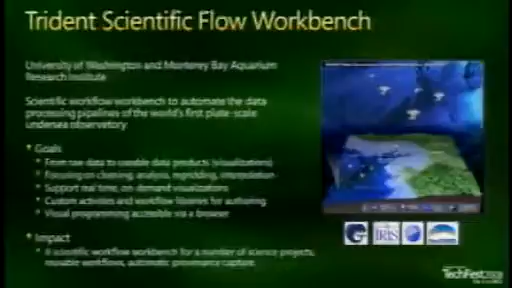 Trident Scientific Flow Workbench
University of Washington and Monterey Bay Aquarium
Research Institute
Scientific workflow workbench to automate the data
processing pipelines of the world's first plate-scale
undersea observatory
Goals
From raw data to useable data products (visualizations)
Focusing on cleaning, analysis, regridding, interpolation
Support real time, on-demand visualizations
Custom activities and workflow libraries for authoring
Visual programming accessible via a browser
Impact
A scientific workflow workbench for a number of science projects,
reusable workflows, automatic provenance capture.
IRIS
TechFest